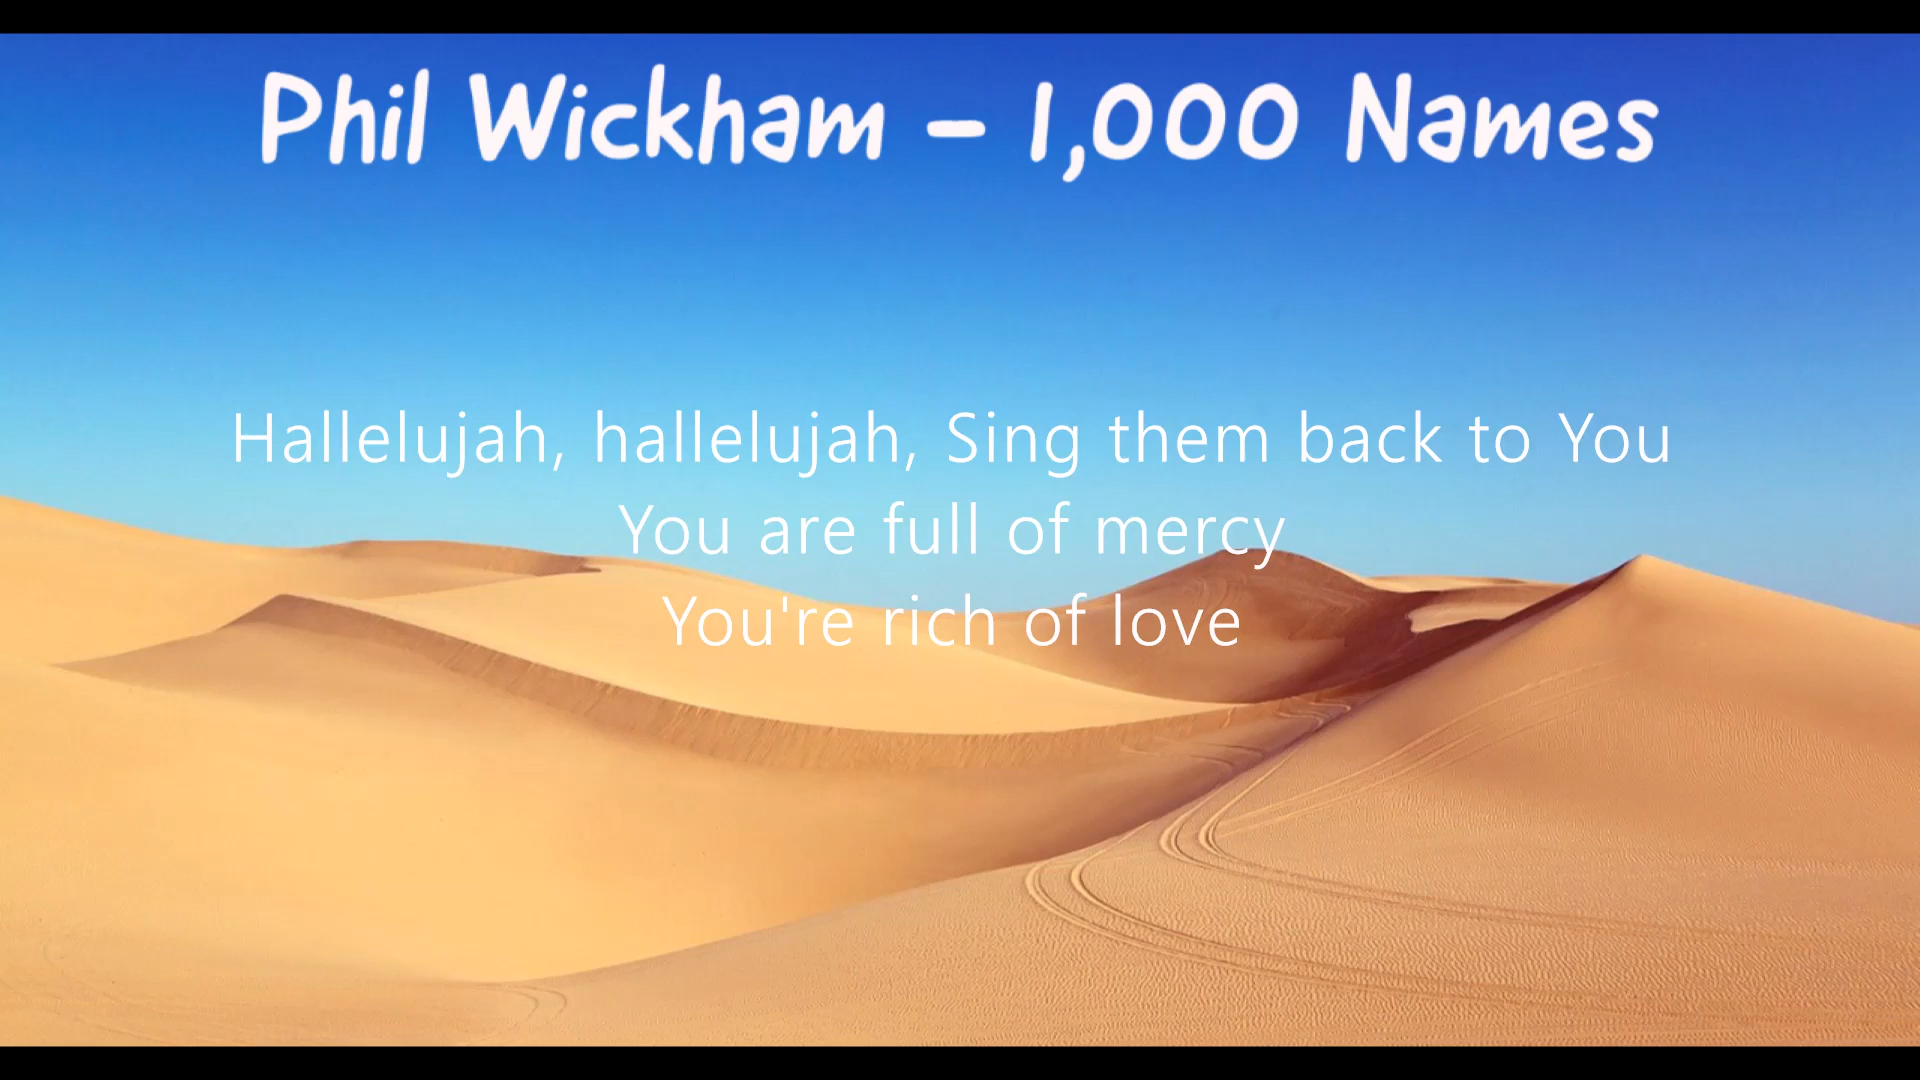 Phil Wickham – 1,000 Names
Hallelujah, hallelujah, Sing them back to You
You are full of mercy
You're rich of love